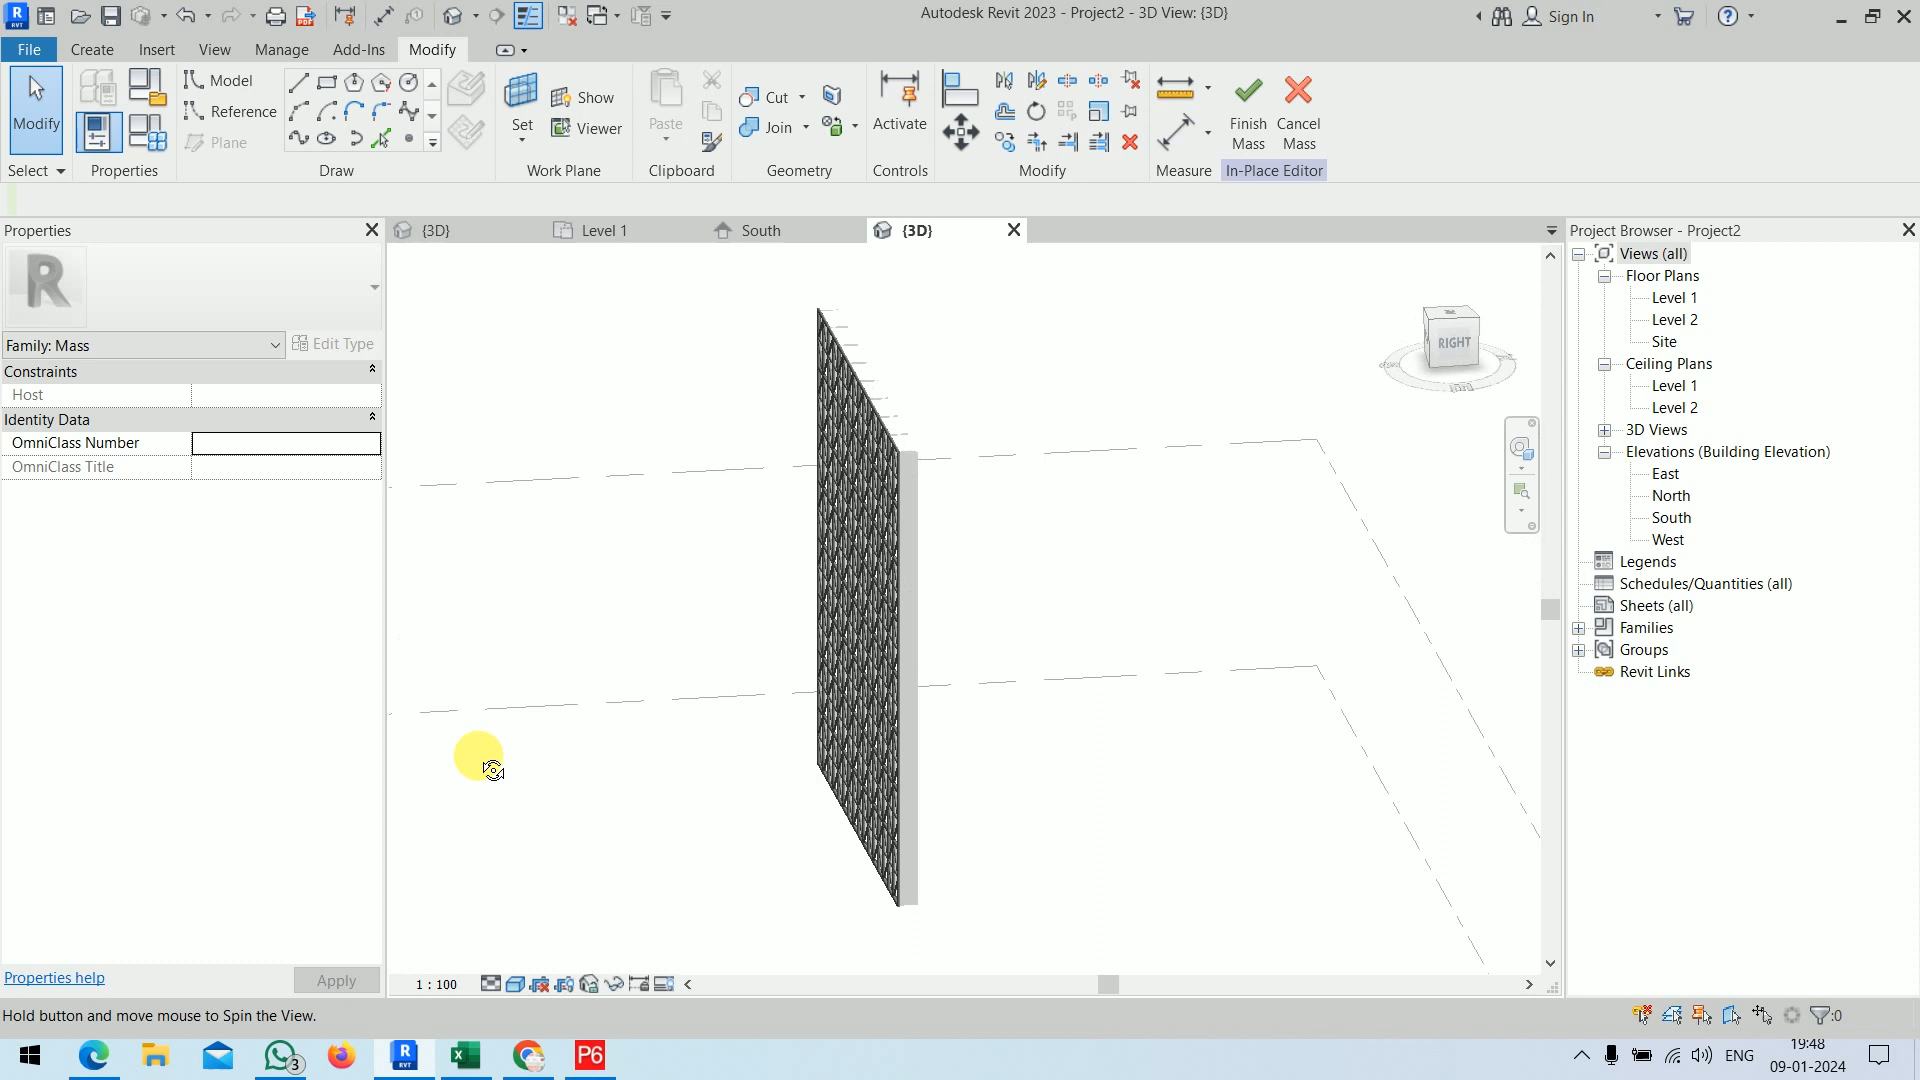 Autodesk Revit 2023 - Project2 - 3D View: {3D}
Sign In
File
Create
Insert
View
Manage
Add-Ins
Modify
Modify
Model
Reference
Plane
Set
Show
Viewer
Paste
Cut
Join
Activate
Finish Mass
Cancel Mass
Select
Properties
Draw
Work Plane
Clipboard
Geometry
Controls
Modify
Measure
In-Place Editor
Properties
{3D}
Level 1
South
{3D}
Project Browser - Project2
Family: Mass
Edit Type
Constraints
Host
Identity Data
OmniClass Number
OmniClass Title
RIGHT
Views (all)
Floor Plans
Level 1
Level 2
Site
Ceiling Plans
Level 1
Level 2
3D Views
Elevations (Building Elevation)
East
North
South
West
Legends
Schedules/Quantities (all)
Sheets (all)
Families
Groups
Revit Links
Properties help
Apply
1 : 100
Hold button and move mouse to Spin the View.
:0
3
P6
ENG
19:48
09-01-2024